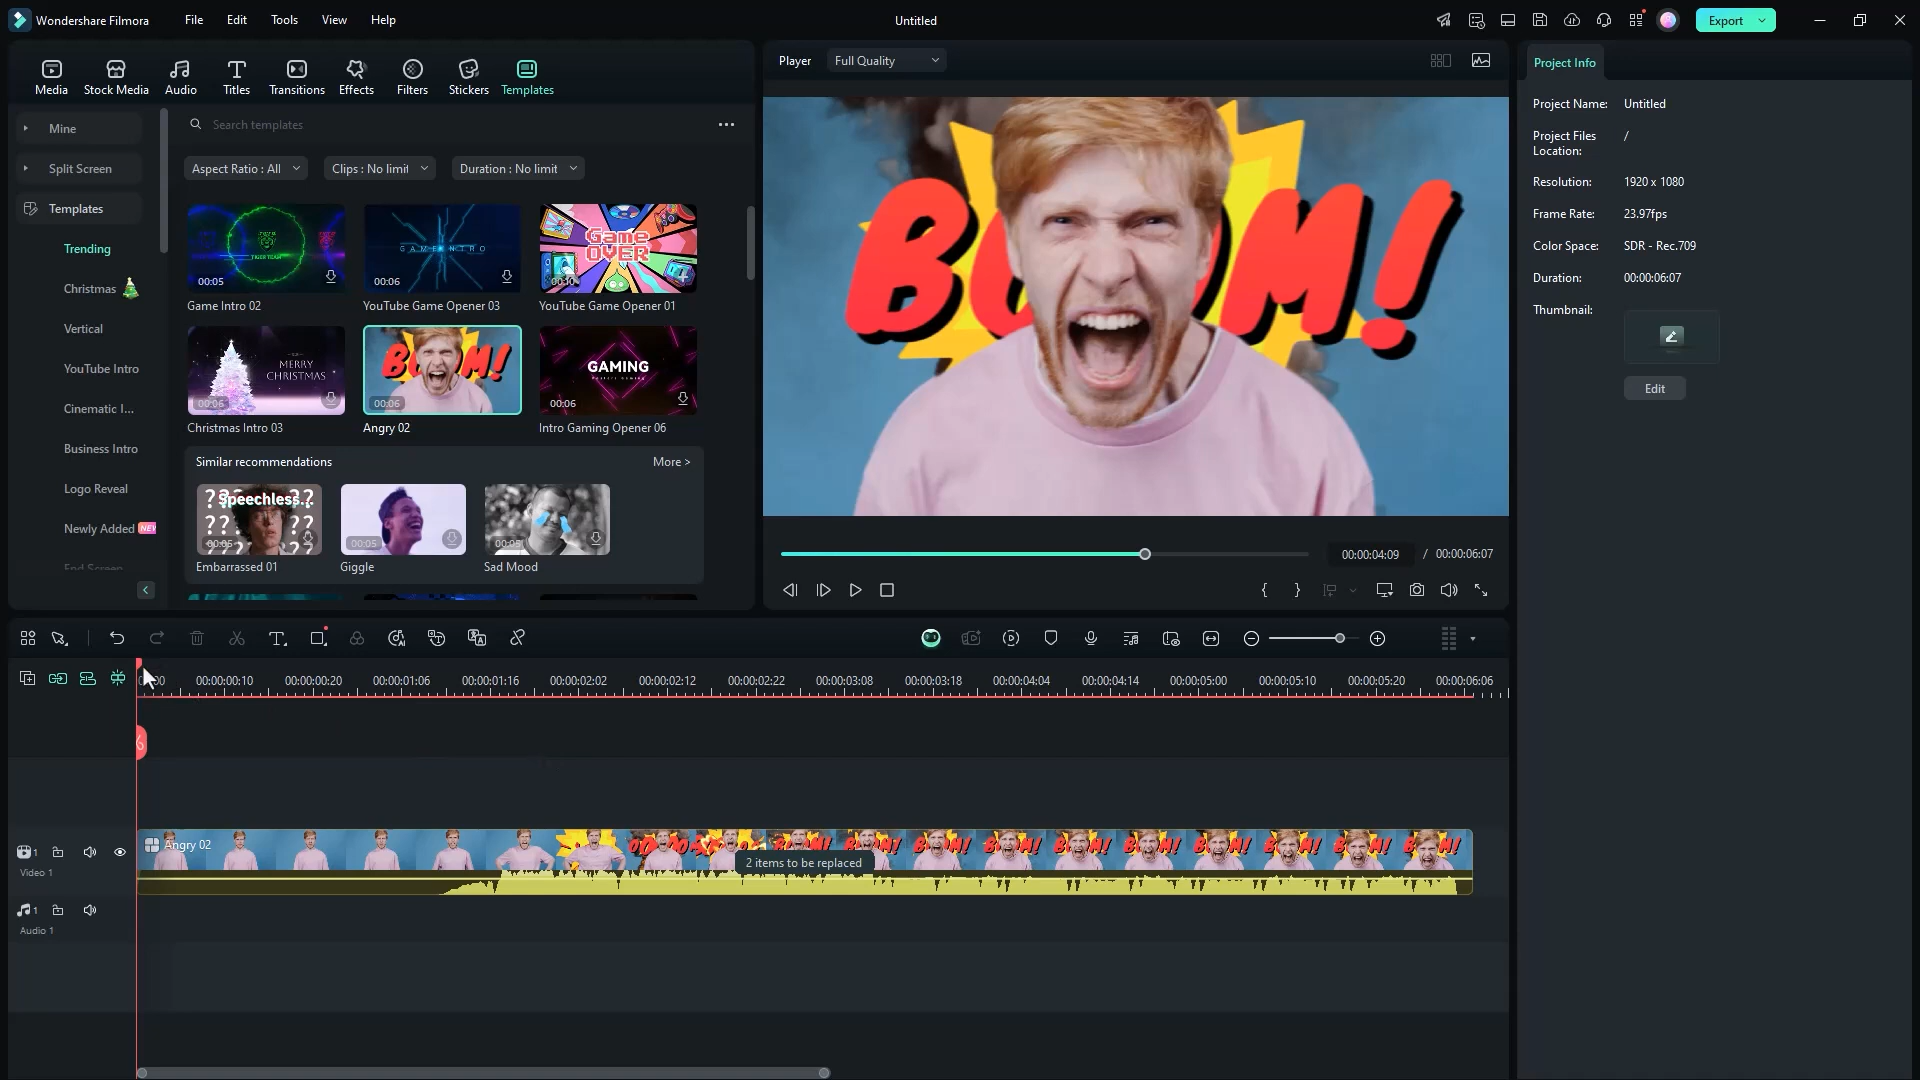 Wondershare Filmora
File
Edit
Tools
View
Help
Untitled
Export
Media
Stock Media
Audio
Titles
Transitions
Effects
Filters
Stickers
Templates
Player
Full Quality
Project Info
Mine
Split Screen
Templates
Trending
Christmas
Vertical
YouTube Intro
Cinematic I...
Business Intro
Logo Reveal
Newly Added
NEW
End Screen
Search templates
Aspect Ratio : All
Clips : No limit
Duration : No limit
00:05
Game Intro 02
GAME INTRO
00:06
YouTube Game Opener 03
Game
OVER
00:10
YouTube Game Opener 01
MERRY
CHRISTMAS
00:06
Christmas Intro 03
BOOM!
00:06
Angry 02
GAMING
00:06
Intro Gaming Opener 06
Similar recommendations
More >
Speechless...
00:05
Embarrassed 01
00:05
Giggle
00:05
Sad Mood
BOOM!
00:00:04:09
/
00:00:06:07
Project Name:
Untitled
Project Files
Location:
/
Resolution:
1920 x 1080
Frame Rate:
23.97fps
Color Space:
SDR - Rec.709
Duration:
00:00:06:07
Thumbnail:
Edit
00:00:00:10
00:00:00:20
00:00:01:06
00:00:01:16
00:00:02:02
00:00:02:12
00:00:02:22
00:00:03:08
00:00:03:18
00:00:04:04
00:00:04:14
00:00:05:00
00:00:05:10
00:00:05:20
00:00:06:06
1
Video 1
Angry 02
2 items to be replaced
1
Audio 1